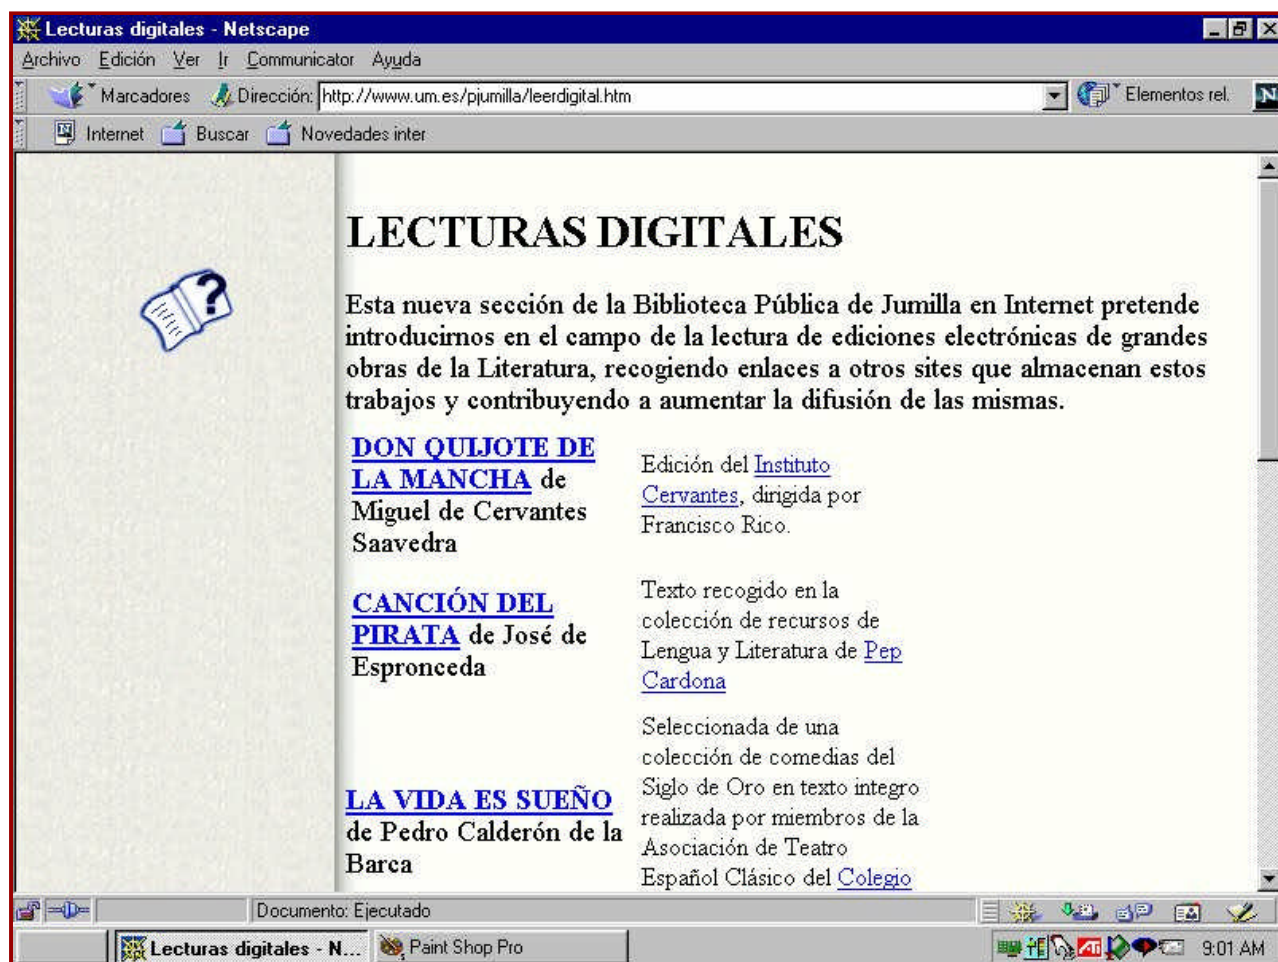 Lecturas digitales - Netscape
Archivo Edición Ver Ir Communicator Ayuda
Marcadores Dirección: http://www.um.es/pjumilla/leerdigital.htm Elementos rel. N
Internet Buscar Novedades inter
LECTURAS DIGITALES
?
Esta nueva sección de la Biblioteca Pública de Jumilla en Internet pretende
introducirnos en el campo de la lectura de ediciones electrónicas de grandes
obras de la Literatura, recogiendo enlaces a otros sites que almacenan estos
trabajos y contribuyendo a aumentar la difusión de las mismas.
DON QUIJOTE DE
LA MANCHA de
Miguel de Cervantes
Saavedra
Edición del Instituto
Cervantes, dirigida por
Francisco Rico.
CANCIÓN DEL
PIRATA de José de
Espronceda
Texto recogido en la
colección de recursos de
Lengua y Literatura de Pep
Cardona
LA VIDA ES SUEÑO
de Pedro Calderón de la
Barca
Seleccionada de una
colección de comedias del
Siglo de Oro en texto integro
realizada por miembros de la
Asociación de Teatro
Español Clásico del Colegio
Documento: Ejecutado
Lecturas digitales - N... Paint Shop Pro ATI 9:01 AM